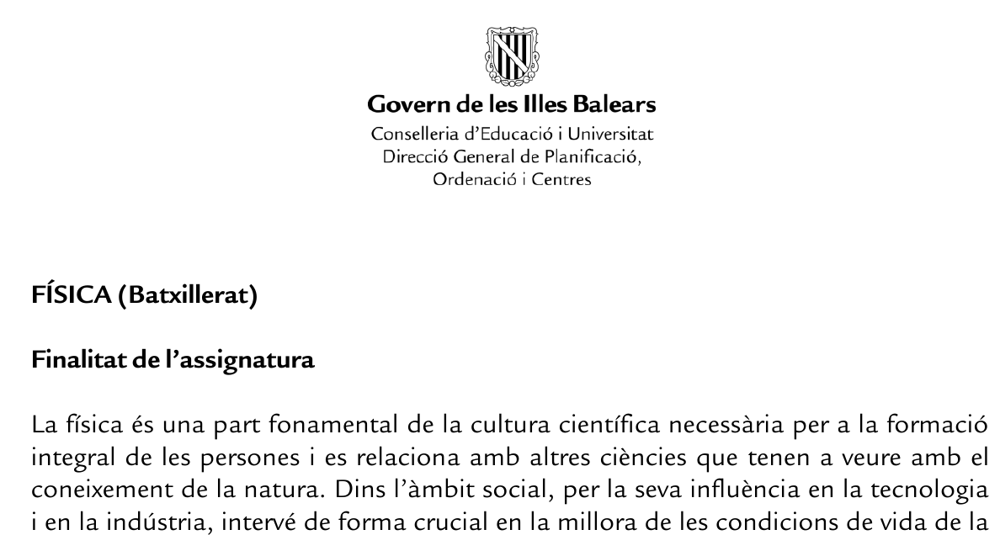 Govern de les Illes Balears
Conselleria d’Educació i Universitat
Direcció General de Planificació,
Ordenació i Centres
FÍSICA (Batxillerat)
Finalitat de l’assignatura
La física és una part fonamental de la cultura científica necessària per a la formació
integral de les persones i es relaciona amb altres ciències que tenen a veure amb el
coneixement de la natura. Dins l’àmbit social, per la seva influència en la tecnologia
i en la indústria, intervé de forma crucial en la millora de les condicions de vida de la